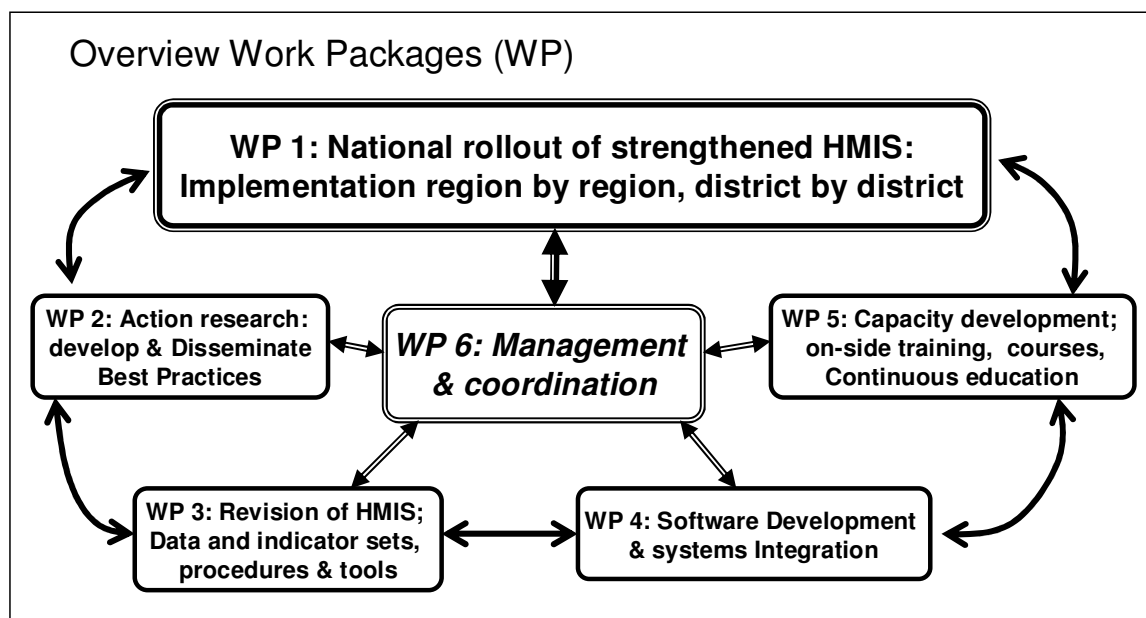 Overview Work Packages (WP)
WP 1: National rollout of strengthened HMIS:
Implementation region by region, district by district
WP 2: Action research:
develop & Disseminate
Best Practices
WP 6: Management
& coordination
WP 5: Capacity development;
on-side training, courses,
Continuous education
WP 3: Revision of HMIS;
Data and indicator sets,
procedures & tools
WP 4: Software Development
& systems Integration